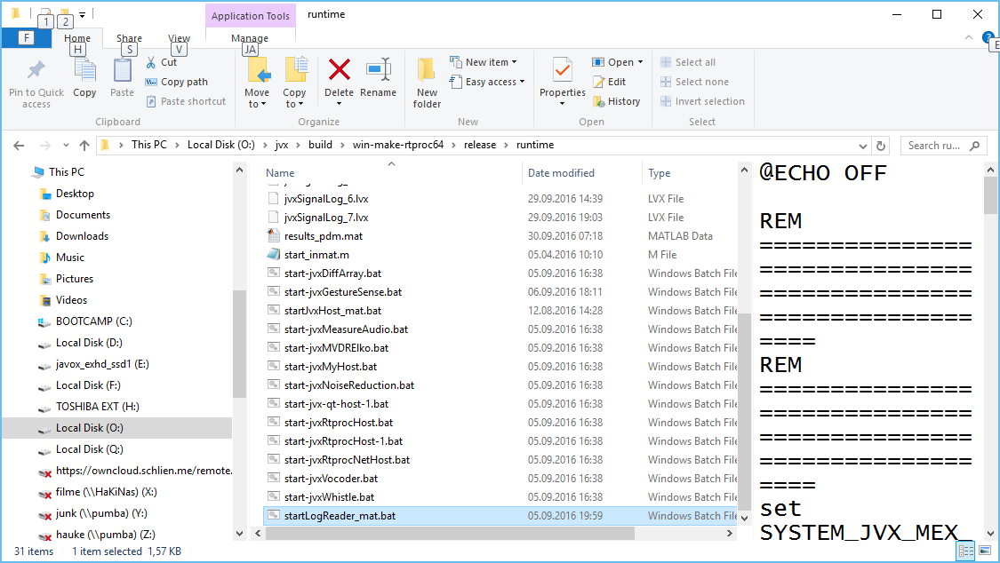 1 2 Application Tools runtime
F Home Share View Manage
H S V JA E
Pin to Quick access
Copy
Paste
Cut
Copy path
Paste shortcut
Clipboard
Move to
Copy to
Delete
Rename
Organize
New folder
New item
Easy access
New
Properties
Open
Edit
History
Open
Select all
Select none
Invert selection
Select
This PC > Local Disk (O:) > jvx > build > win-make-rtproc64 > release > runtime
Search ru...
This PC
Desktop
Documents
Downloads
Music
Pictures
Videos
BOOTCAMP (C:)
Local Disk (D:)
javox_exhd_ssd1 (E:)
Local Disk (F:)
TOSHIBA EXT (H:)
Local Disk (O:)
Local Disk (Q:)
https://owncloud.schlien.me/remote.
filme (\\HaKiNas) (X:)
junk (\\pumba) (Y:)
hauke (\\pumba) (Z:)
Name Date modified Type
jvxSignalLog_6.lvx 29.09.2016 14:39 LVX File
jvxSignalLog_7.lvx 29.09.2016 19:03 LVX File
results_pdm.mat 30.09.2016 07:18 MATLAB Data
start_inmat.m 05.04.2016 10:10 M File
start-jvxDiffArray.bat 05.09.2016 16:38 Windows Batch File
start-jvxGestureSense.bat 06.09.2016 18:11 Windows Batch File
startJvxHost_mat.bat 12.08.2016 14:28 Windows Batch File
start-jvxMeasureAudio.bat 05.09.2016 16:38 Windows Batch File
start-jvxMVDREIko.bat 05.09.2016 16:38 Windows Batch File
start-jvxMyHost.bat 05.09.2016 16:38 Windows Batch File
start-jvxNoiseReduction.bat 05.09.2016 16:38 Windows Batch File
start-jvx-qt-host-1.bat 05.09.2016 16:38 Windows Batch File
start-jvxRtprocHost.bat 05.09.2016 16:38 Windows Batch File
start-jvxRtprocHost-1.bat 05.09.2016 16:38 Windows Batch File
start-jvxRtprocNetHost.bat 05.09.2016 16:38 Windows Batch File
start-jvxVocoder.bat 05.09.2016 16:38 Windows Batch File
start-jvxWhistle.bat 05.09.2016 16:38 Windows Batch File
startLogReader_mat.bat 05.09.2016 19:59 Windows Batch File
@ECHO OFF
REM
===============
===============
===============
===============
====
REM
===============
===============
===============
===============
====
set
SYSTEM_JVX_MEX_
31 items 1 item selected 1,57 KB